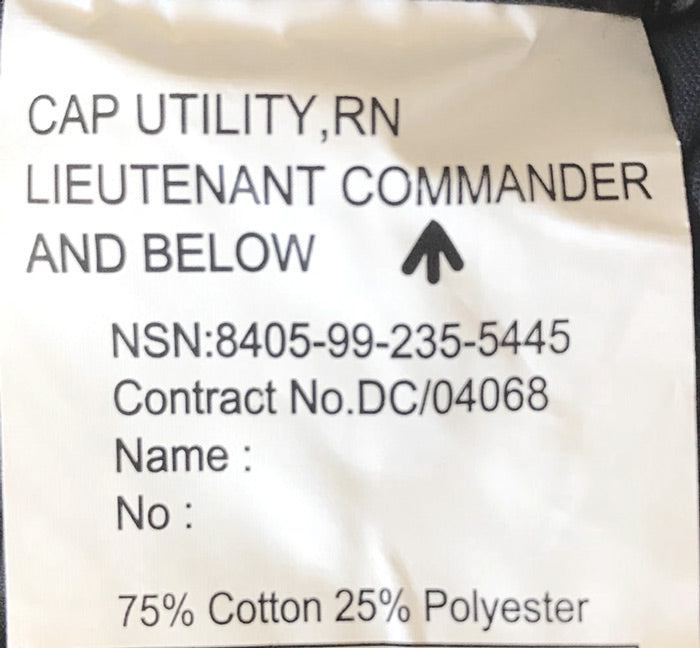 CAP UTILITY,RN
LIEUTENANT COMMANDER
AND BELOW
NSN:8405-99-235-5445
Contract No.DC/04068
Name :
No :
75% Cotton 25% Polyester